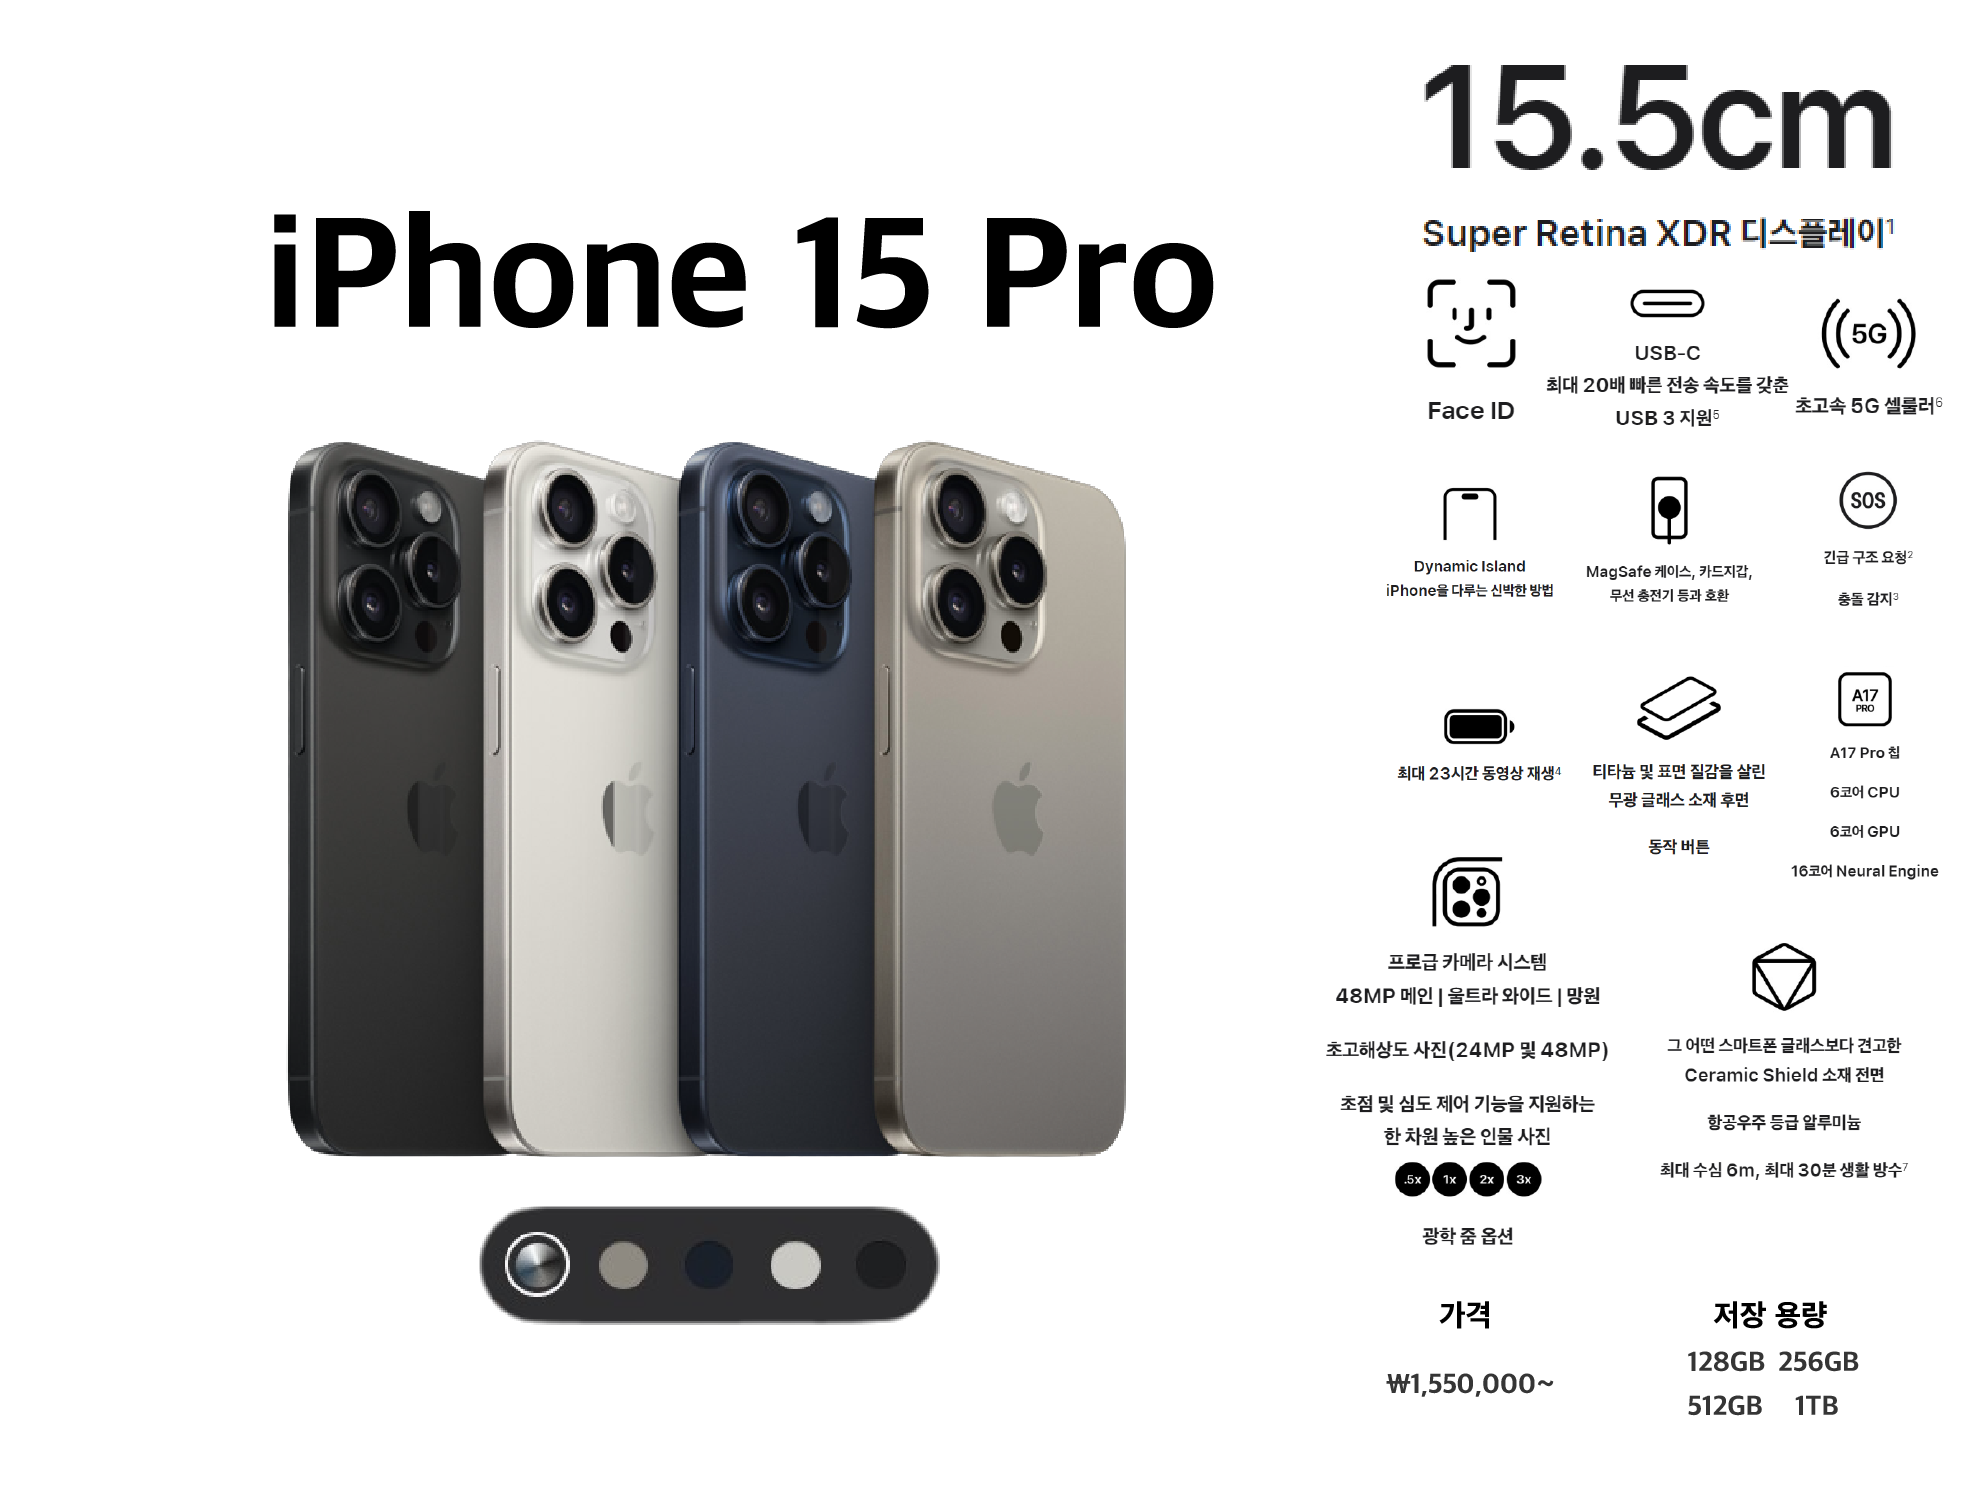 iPhone 15 Pro
15.5cm
Super Retina XDR 디스플레이1
Face ID
USB-C
최대 20배 빠른 전송 속도를 갖춘
USB 3 지원5
5G
초고속 5G 셀룰러6
Dynamic Island
iPhone을 다루는 신박한 방법
MagSafe 케이스, 카드지갑,
무선 충전기 등과 호환
SOS
긴급 구조 요청2
충돌 감지3
최대 23시간 동영상 재생4
티타늄 및 표면 질감을 살린
무광 글래스 소재 후면
동작 버튼
A17
PRO
A17 Pro 칩
6코어 CPU
6코어 GPU
16코어 Neural Engine
프로급 카메라 시스템
48MP 메인 | 울트라 와이드 | 망원
초고해상도 사진(24MP 및 48MP)
초점 및 심도 제어 기능을 지원하는
한 차원 높은 인물 사진
.5x 1x 2x 3x
광학 줌 옵션
그 어떤 스마트폰 글래스보다 견고한
Ceramic Shield 소재 전면
항공우주 등급 알루미늄
최대 수심 6m, 최대 30분 생활 방수7
가격
₩1,550,000~
저장 용량
128GB 256GB
512GB 1TB